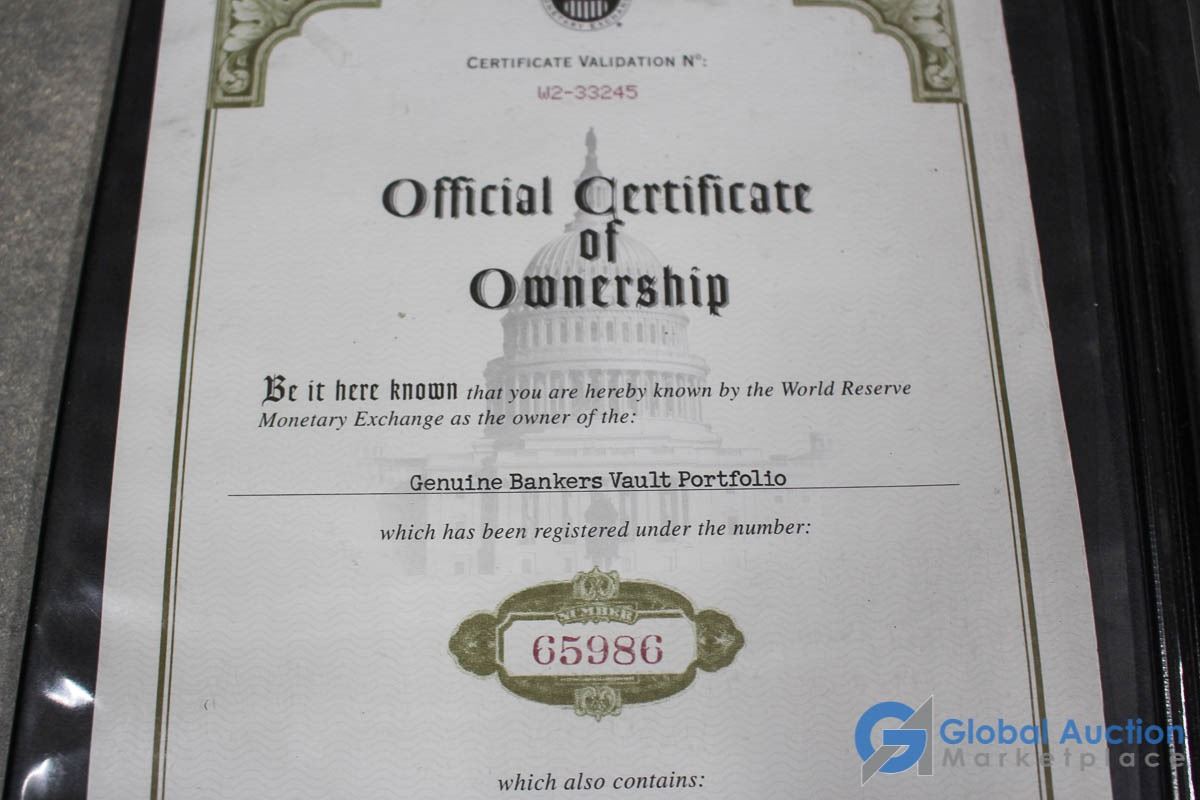 MONETARY EXCHANGE
CERTIFICATE VALIDATION Nº:
W2-33245
Official Certificate
of
Ownership
Be it here known that you are hereby known by the World Reserve
Monetary Exchange as the owner of the:
Genuine Bankers Vault Portfolio
which has been registered under the number:
NUMBER
65986
which also contains:
Global Auction
Marketplace